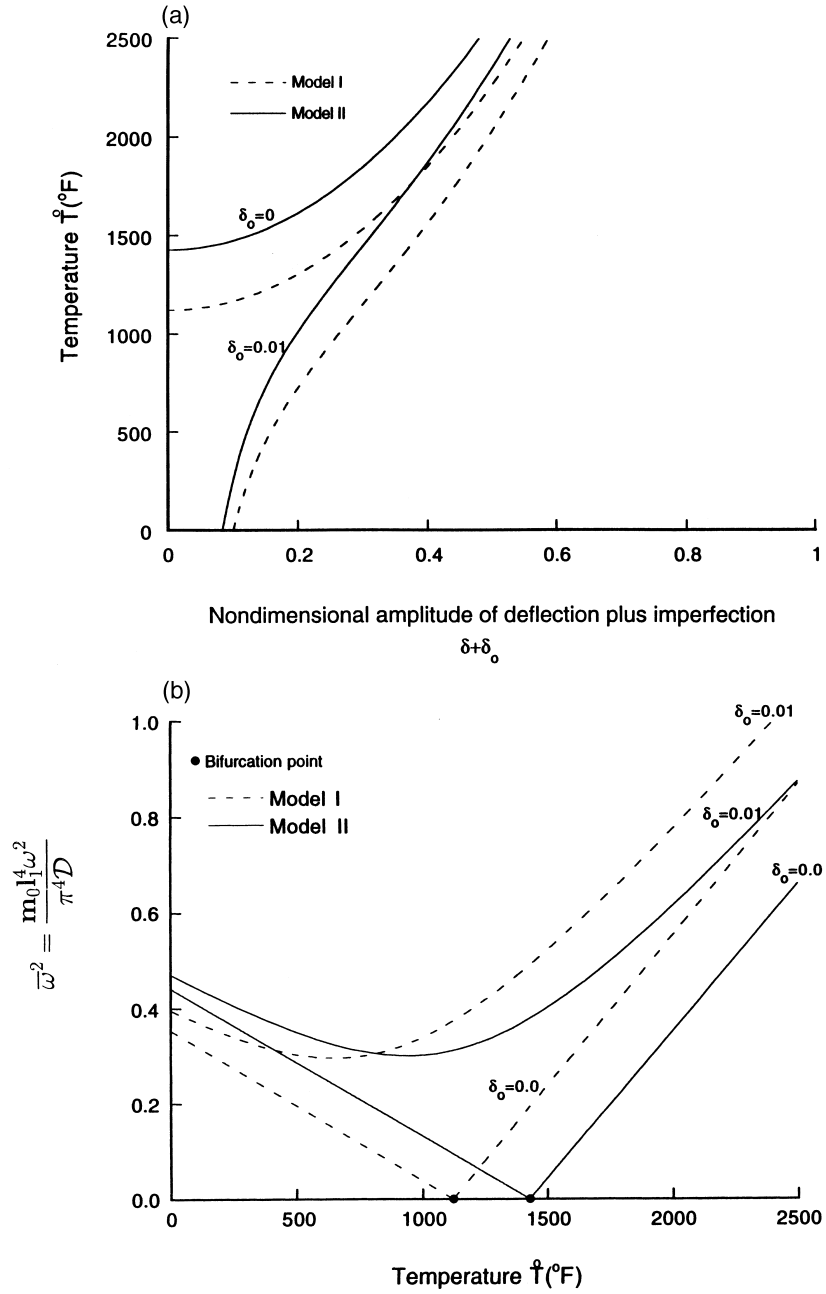 (a)
2500
2000
1500
1000
500
0
Temperature T̊(°F)
Model I
Model II
δo=0
δo=0.01
0 0.2 0.4 0.6 0.8 1
Nondimensional amplitude of deflection plus imperfection
δ+δo
(b)
1.0
0.8
0.6
0.4
0.2
0.0
ω̅² = m₀l₁⁴ω² / π⁴D
Bifurcation point
Model I
Model II
δo=0.01
δo=0.01
δo=0.0
δo=0.0
0 500 1000 1500 2000 2500
Temperature T̊(°F)